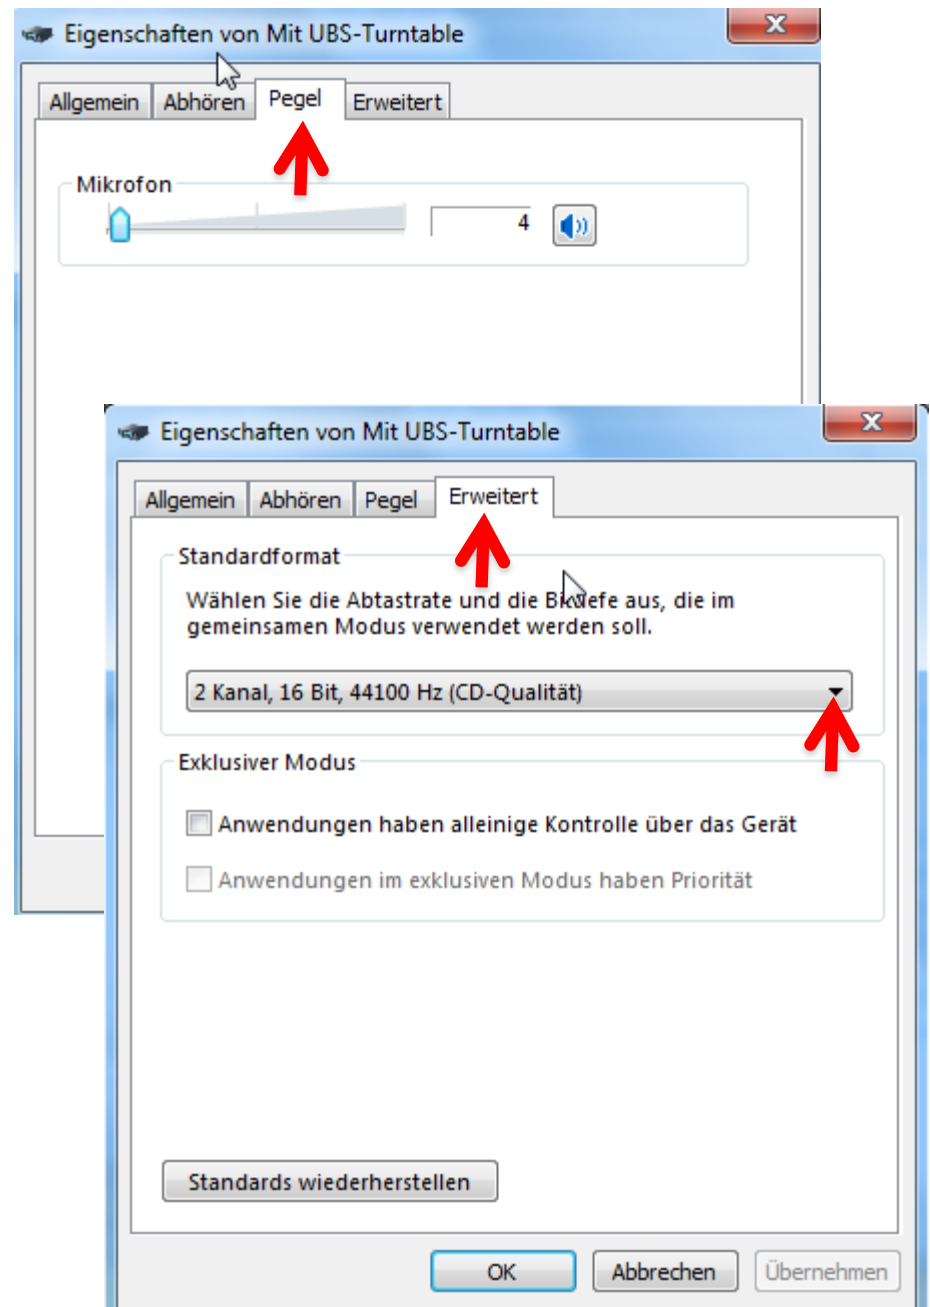 Eigenschaften von Mit UBS-Turntable
Allgemein Abhören Pegel Erweitert
Mikrofon
4
Eigenschaften von Mit UBS-Turntable
Allgemein Abhören Pegel Erweitert
Standardformat
Wählen Sie die Abtastrate und die Bittiefe aus, die im
gemeinsamen Modus verwendet werden soll.
2 Kanal, 16 Bit, 44100 Hz (CD-Qualität)
Exklusiver Modus
Anwendungen haben alleinige Kontrolle über das Gerät
Anwendungen im exklusiven Modus haben Priorität
Standards wiederherstellen
OK Abbrechen Übernehmen